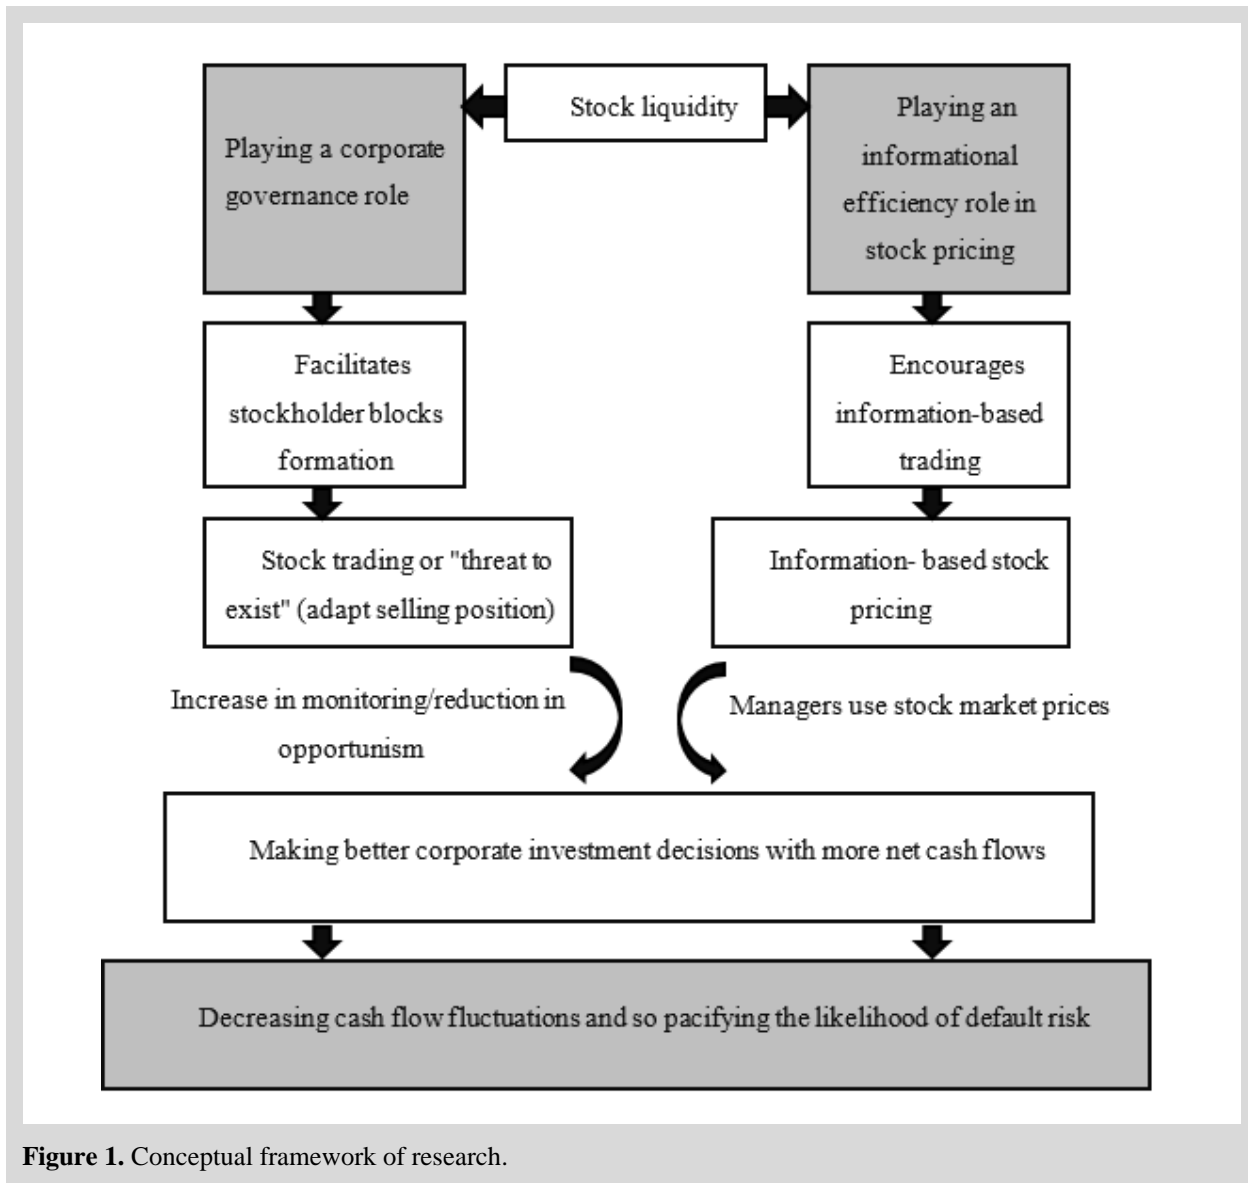 Stock liquidity
Playing a corporate
governance role
Playing an
informational
efficiency role in
stock pricing
Facilitates
stockholder blocks
formation
Encourages
information-based
trading
Stock trading or "threat to
exist" (adapt selling position)
Information- based stock
pricing
Increase in monitoring/reduction in
opportunism
Managers use stock market prices
Making better corporate investment decisions with more net cash flows
Decreasing cash flow fluctuations and so pacifying the likelihood of default risk
Figure 1. Conceptual framework of research.